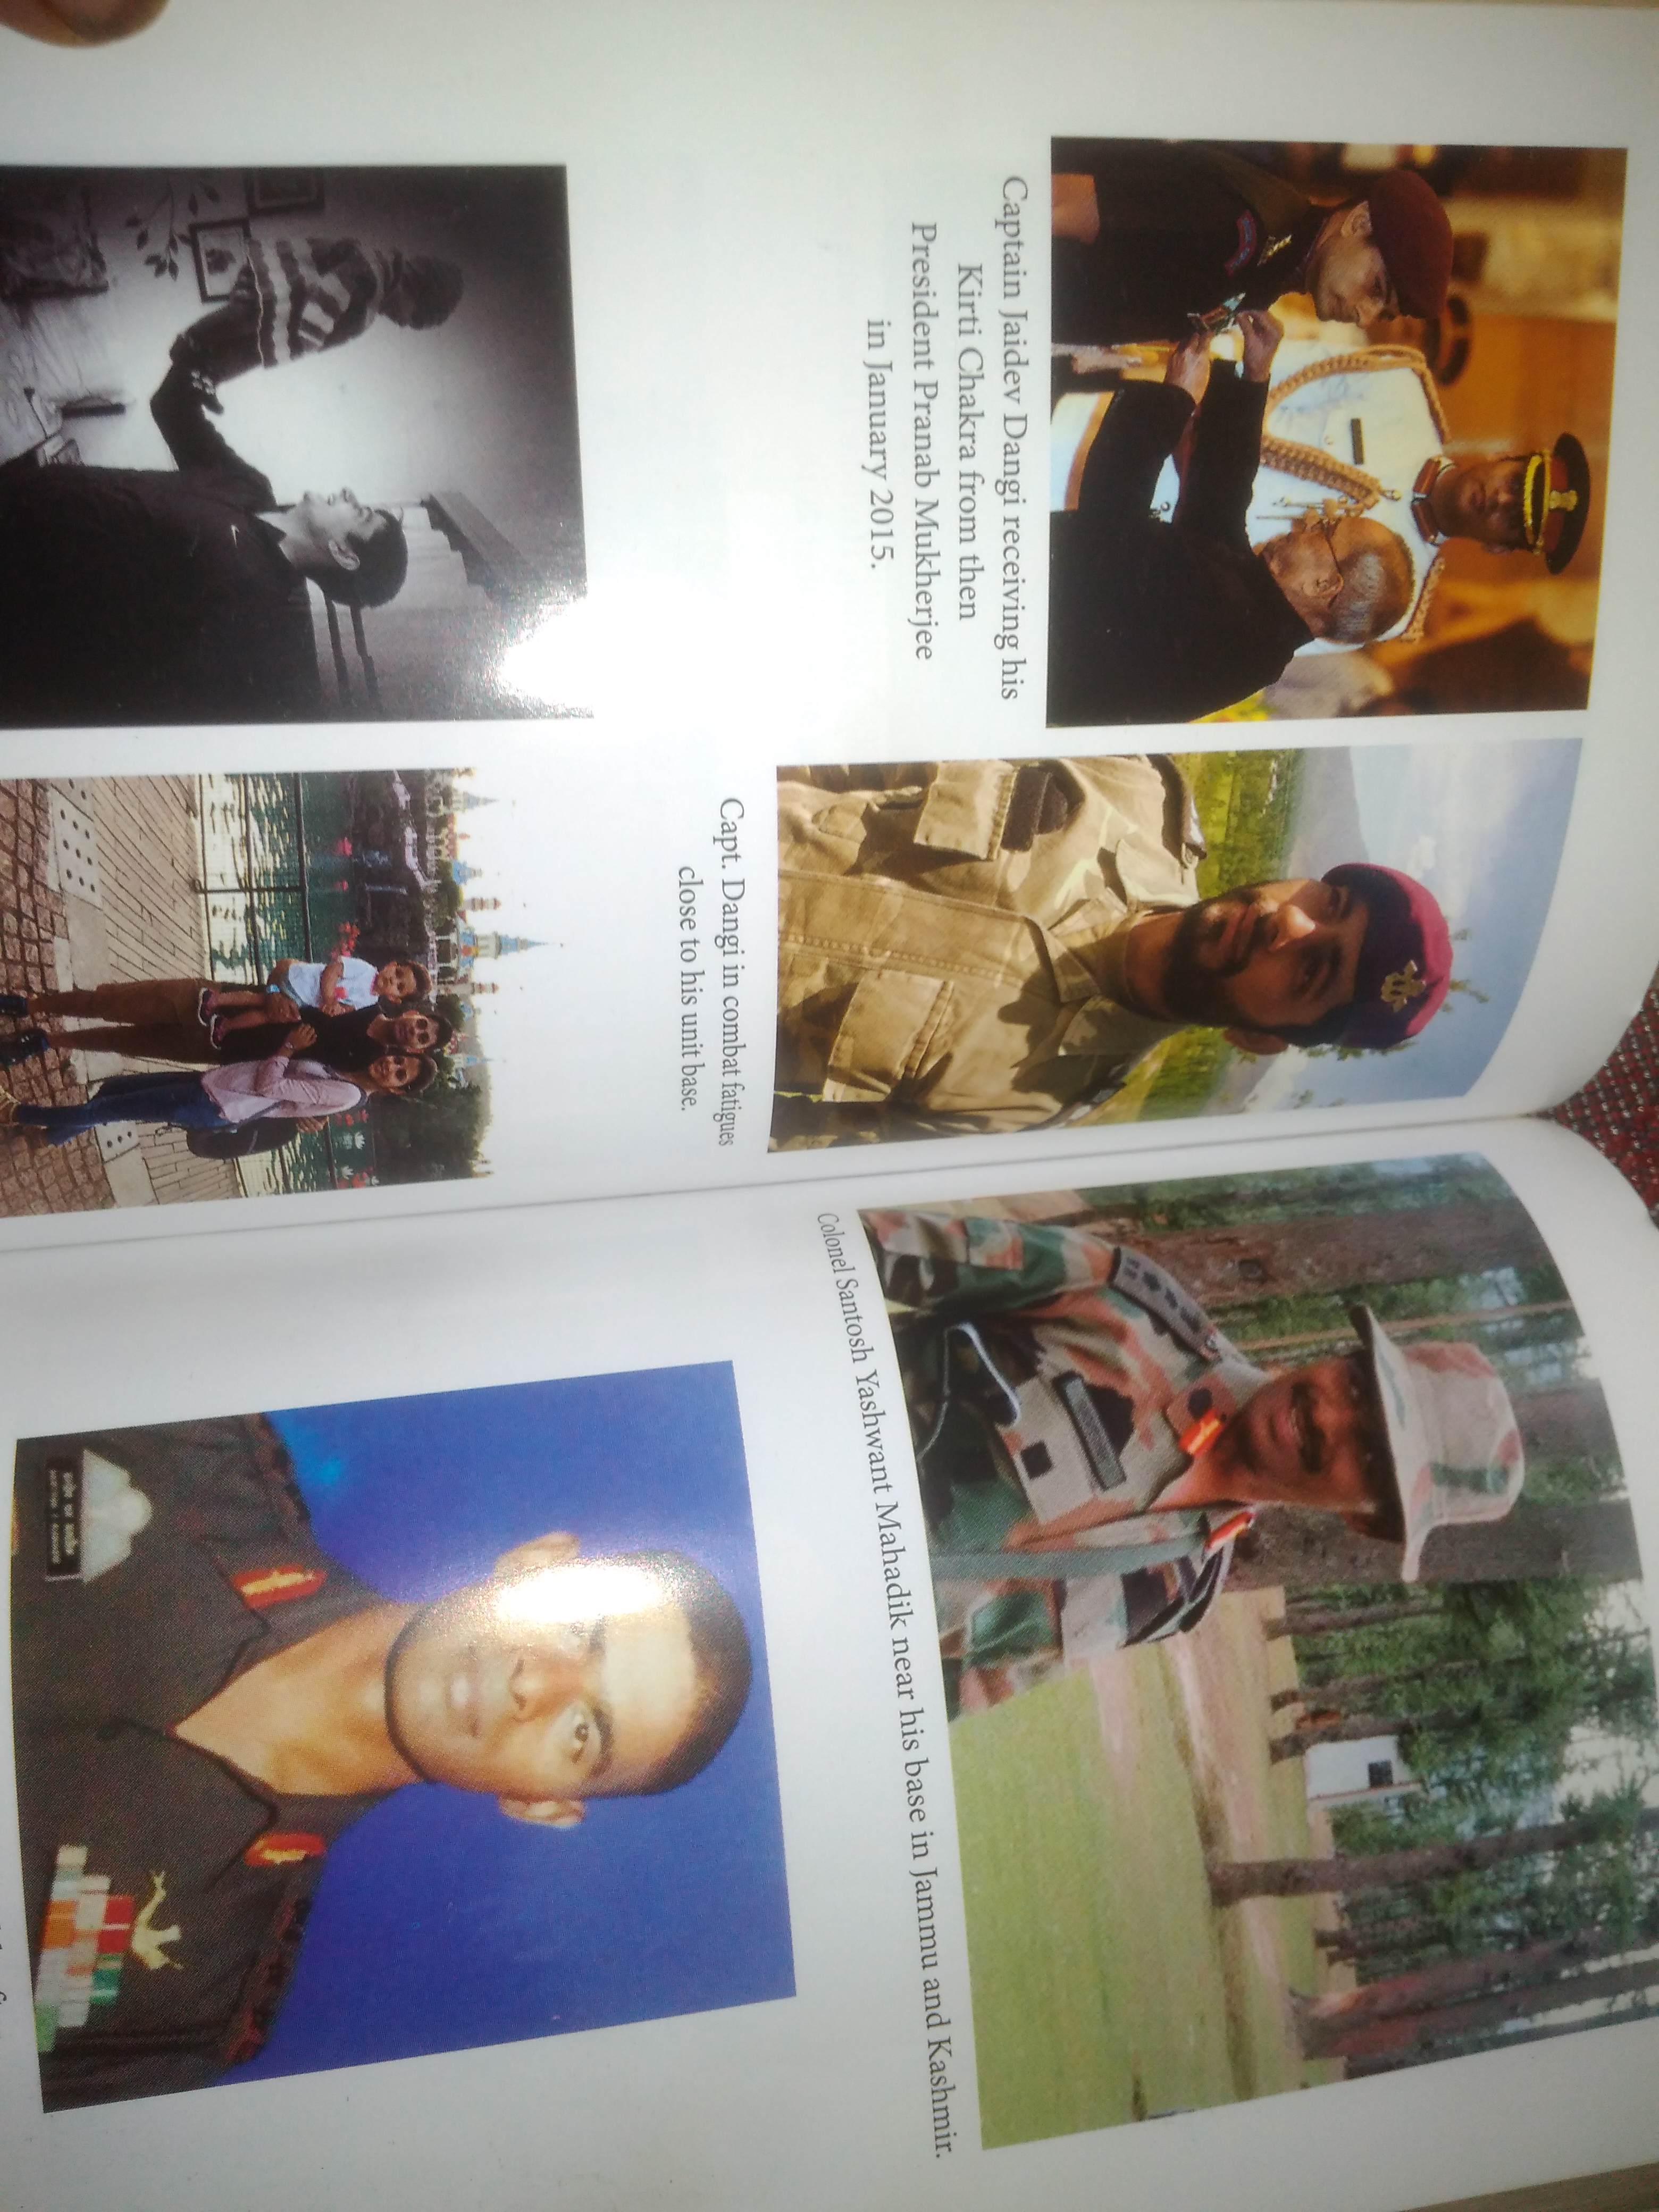 Captain Jaidev Dangi receiving his
Kirti Chakra from then
President Pranab Mukherjee
in January 2015.
Capt. Dangi in combat fatigues
close to his unit base.
Colonel Santosh Yashwant Mahadik near his base in Jammu and Kashmir.